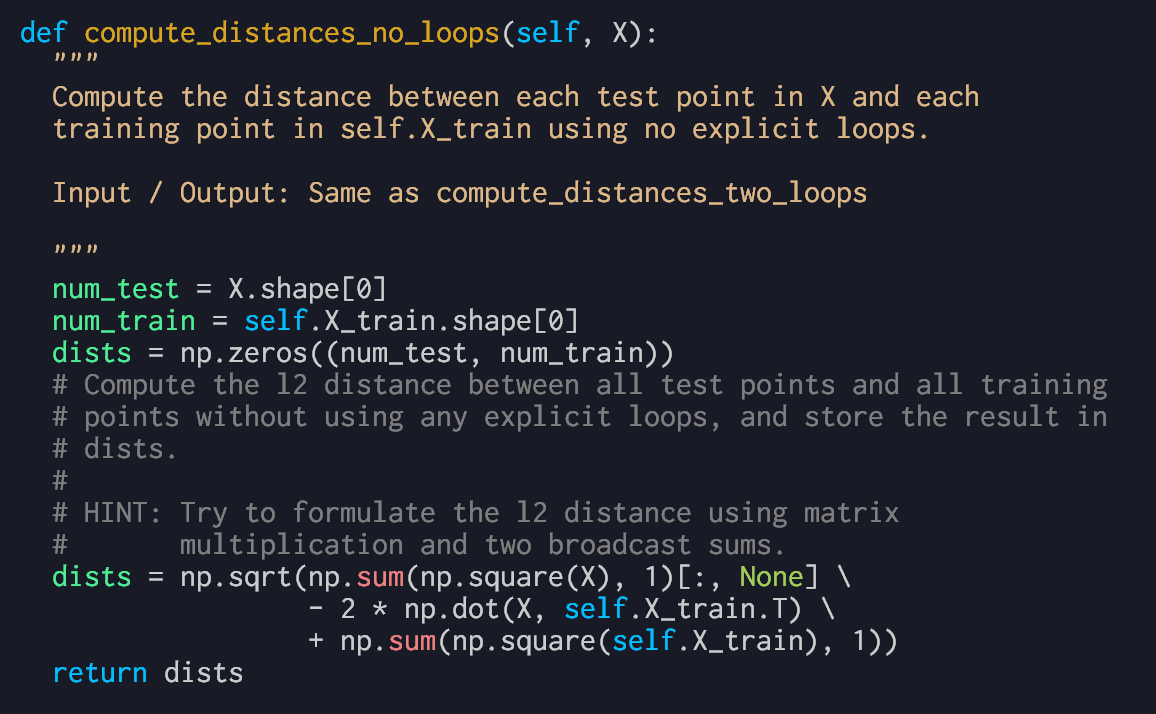 def compute_distances_no_loops(self, X):
  """
  Compute the distance between each test point in X and each
  training point in self.X_train using no explicit loops.

  Input / Output: Same as compute_distances_two_loops

  """
  num_test = X.shape[0]
  num_train = self.X_train.shape[0]
  dists = np.zeros((num_test, num_train))
  # Compute the l2 distance between all test points and all training
  # points without using any explicit loops, and store the result in
  # dists.
  #
  # HINT: Try to formulate the l2 distance using matrix
  #       multiplication and two broadcast sums.
  dists = np.sqrt(np.sum(np.square(X), 1)[:, None] \
                  - 2 * np.dot(X, self.X_train.T) \
                  + np.sum(np.square(self.X_train), 1))
  return dists